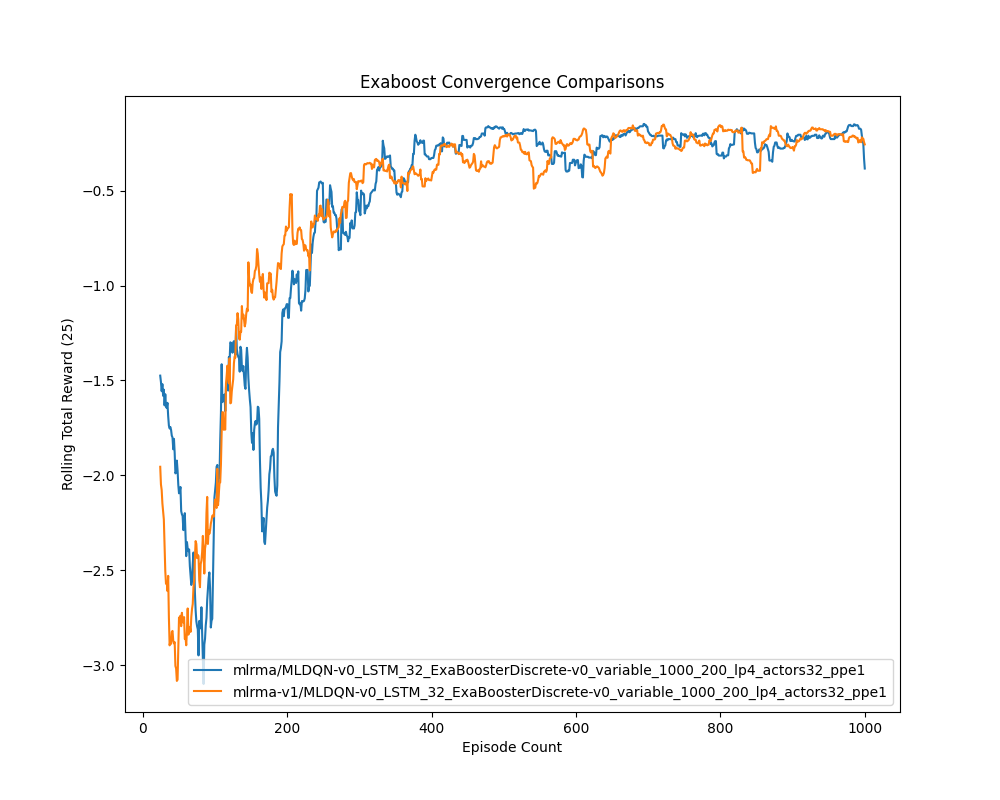 Exaboost Convergence Comparisons
Rolling Total Reward (25)
−0.5
−1.0
−1.5
−2.0
−2.5
−3.0
mlrma/MLDQN-v0_LSTM_32_ExaBoosterDiscrete-v0_variable_1000_200_lp4_actors32_ppe1
mlrma-v1/MLDQN-v0_LSTM_32_ExaBoosterDiscrete-v0_variable_1000_200_lp4_actors32_ppe1
0 200 400 600 800 1000
Episode Count